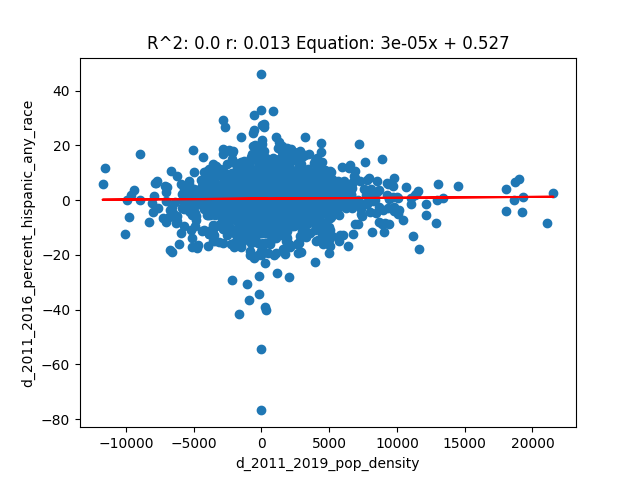 R^2: 0.0 r: 0.013 Equation: 3e-05x + 0.527
d_2011_2016_percent_hispanic_any_race
40
20
0
−20
−40
−60
−80
−10000 −5000 0 5000 10000 15000 20000
d_2011_2019_pop_density